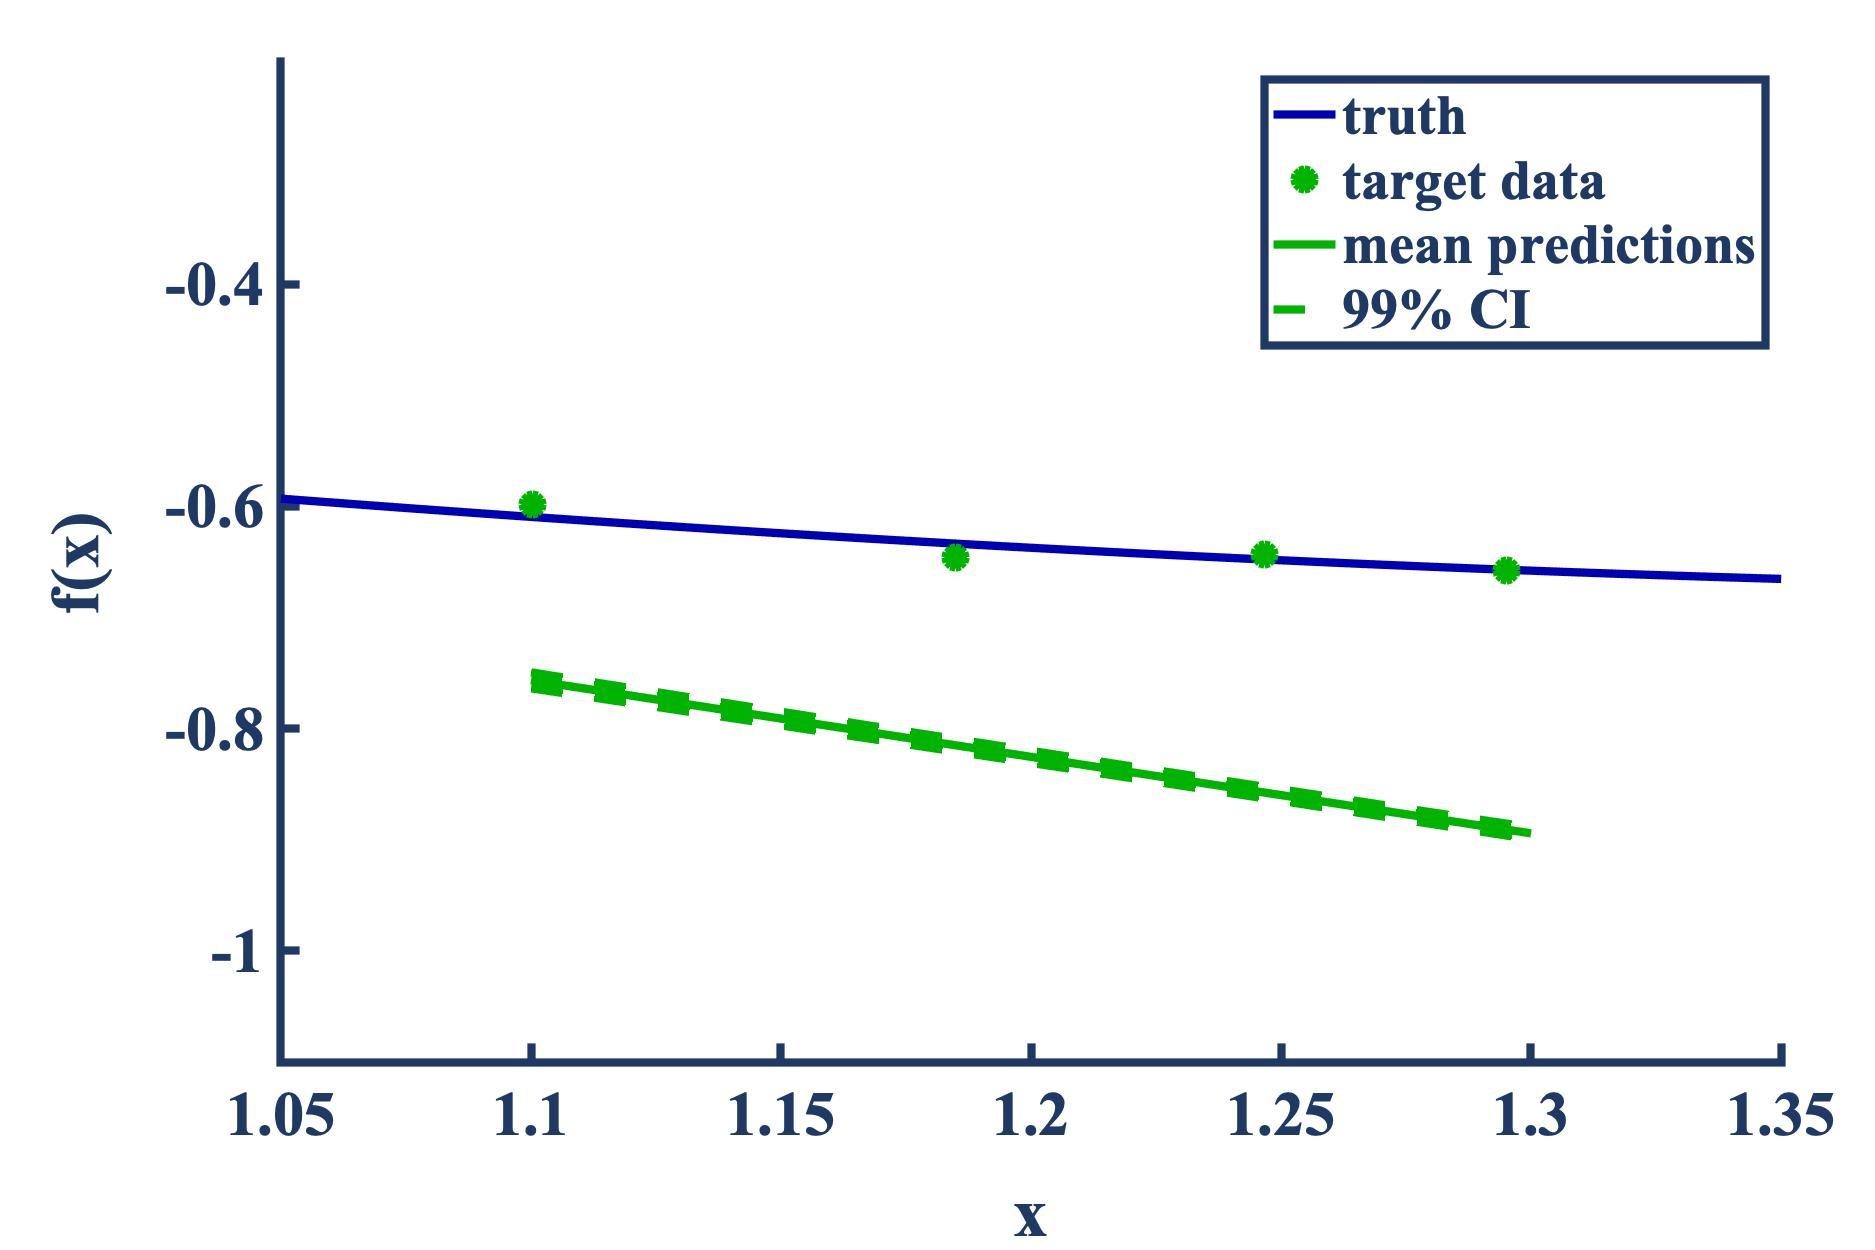 truth
target data
mean predictions
99% CI
-0.4
-0.6
-0.8
-1
f(x)
1.05 1.1 1.15 1.2 1.25 1.3 1.35
x